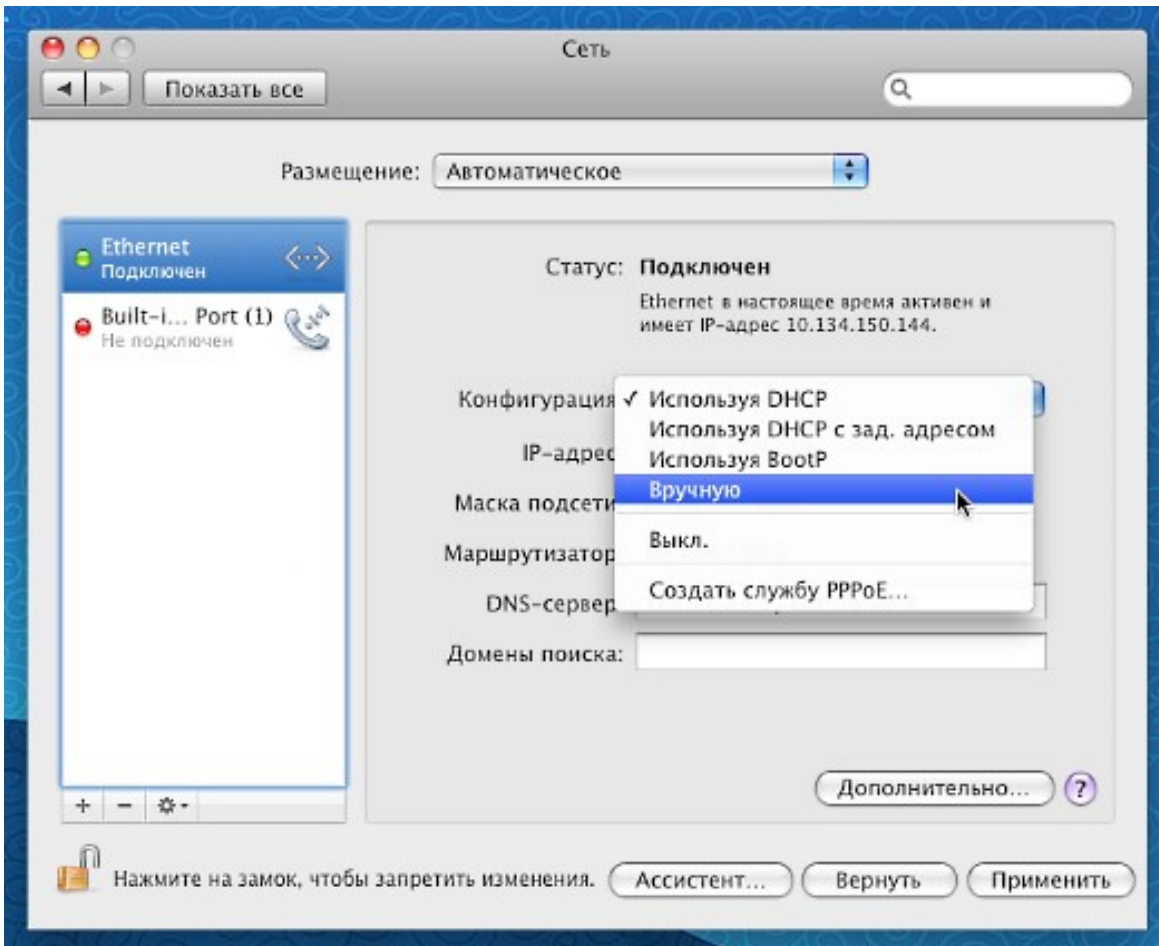 Сеть
Показать все
Размещение: Автоматическое
Ethernet
Подключен
Built-i... Port (1)
Не подключен
Статус: Подключен
Ethernet в настоящее время активен и
имеет IP-адрес 10.134.150.144.
Конфигурация ✓ Используя DHCP
Используя DHCP с зад. адресом
IP-адрес
Используя BootP
Вручную
Маска подсети
Выкл.
Маршрутизатор
Создать службу PPPoE...
DNS-сервер
Домены поиска:
Дополнительно... ?
+ -
Нажмите на замок, чтобы запретить изменения. Ассистент... Вернуть Применить